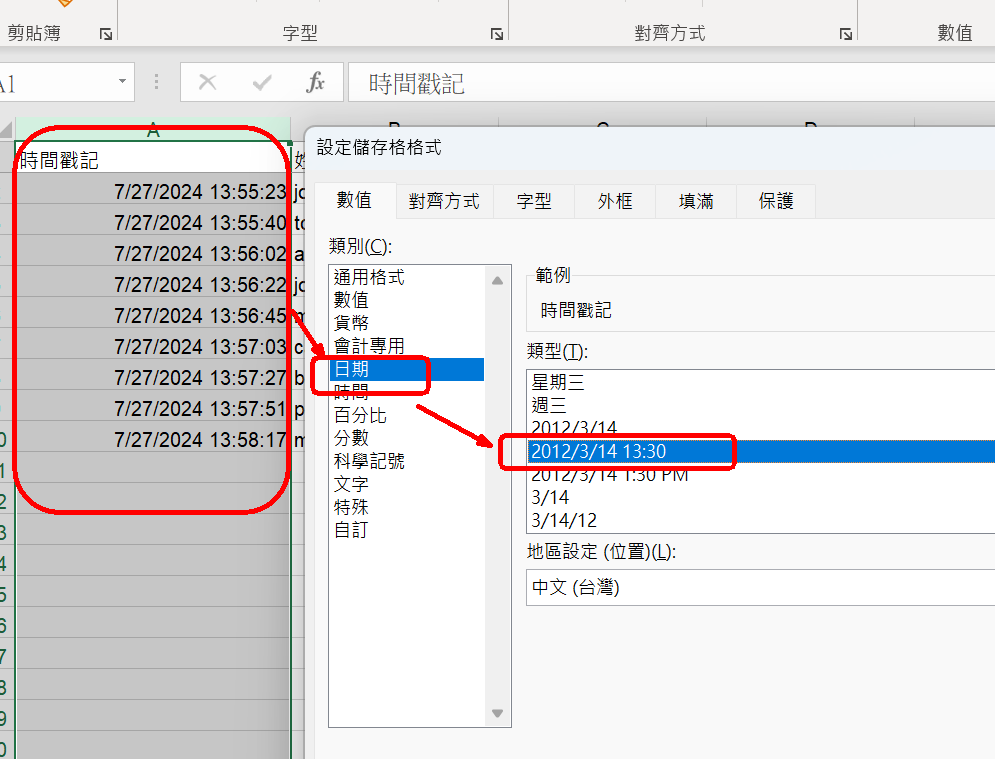 剪貼簿 字型 對齊方式 數值
A1 fx 時間戳記
A
時間戳記
7/27/2024 13:55:23
7/27/2024 13:55:40
7/27/2024 13:56:02
7/27/2024 13:56:22
7/27/2024 13:56:45
7/27/2024 13:57:03
7/27/2024 13:57:27
7/27/2024 13:57:51
7/27/2024 13:58:17
設定儲存格格式
數值 對齊方式 字型 外框 填滿 保護
類別(C):
通用格式
數值
貨幣
會計專用
日期
時間
百分比
分數
科學記號
文字
特殊
自訂
範例
時間戳記
類型(T):
星期三
週三
2012/3/14
2012/3/14 13:30
2012/3/14 1:30 PM
3/14
3/14/12
地區設定 (位置)(L):
中文 (台灣)